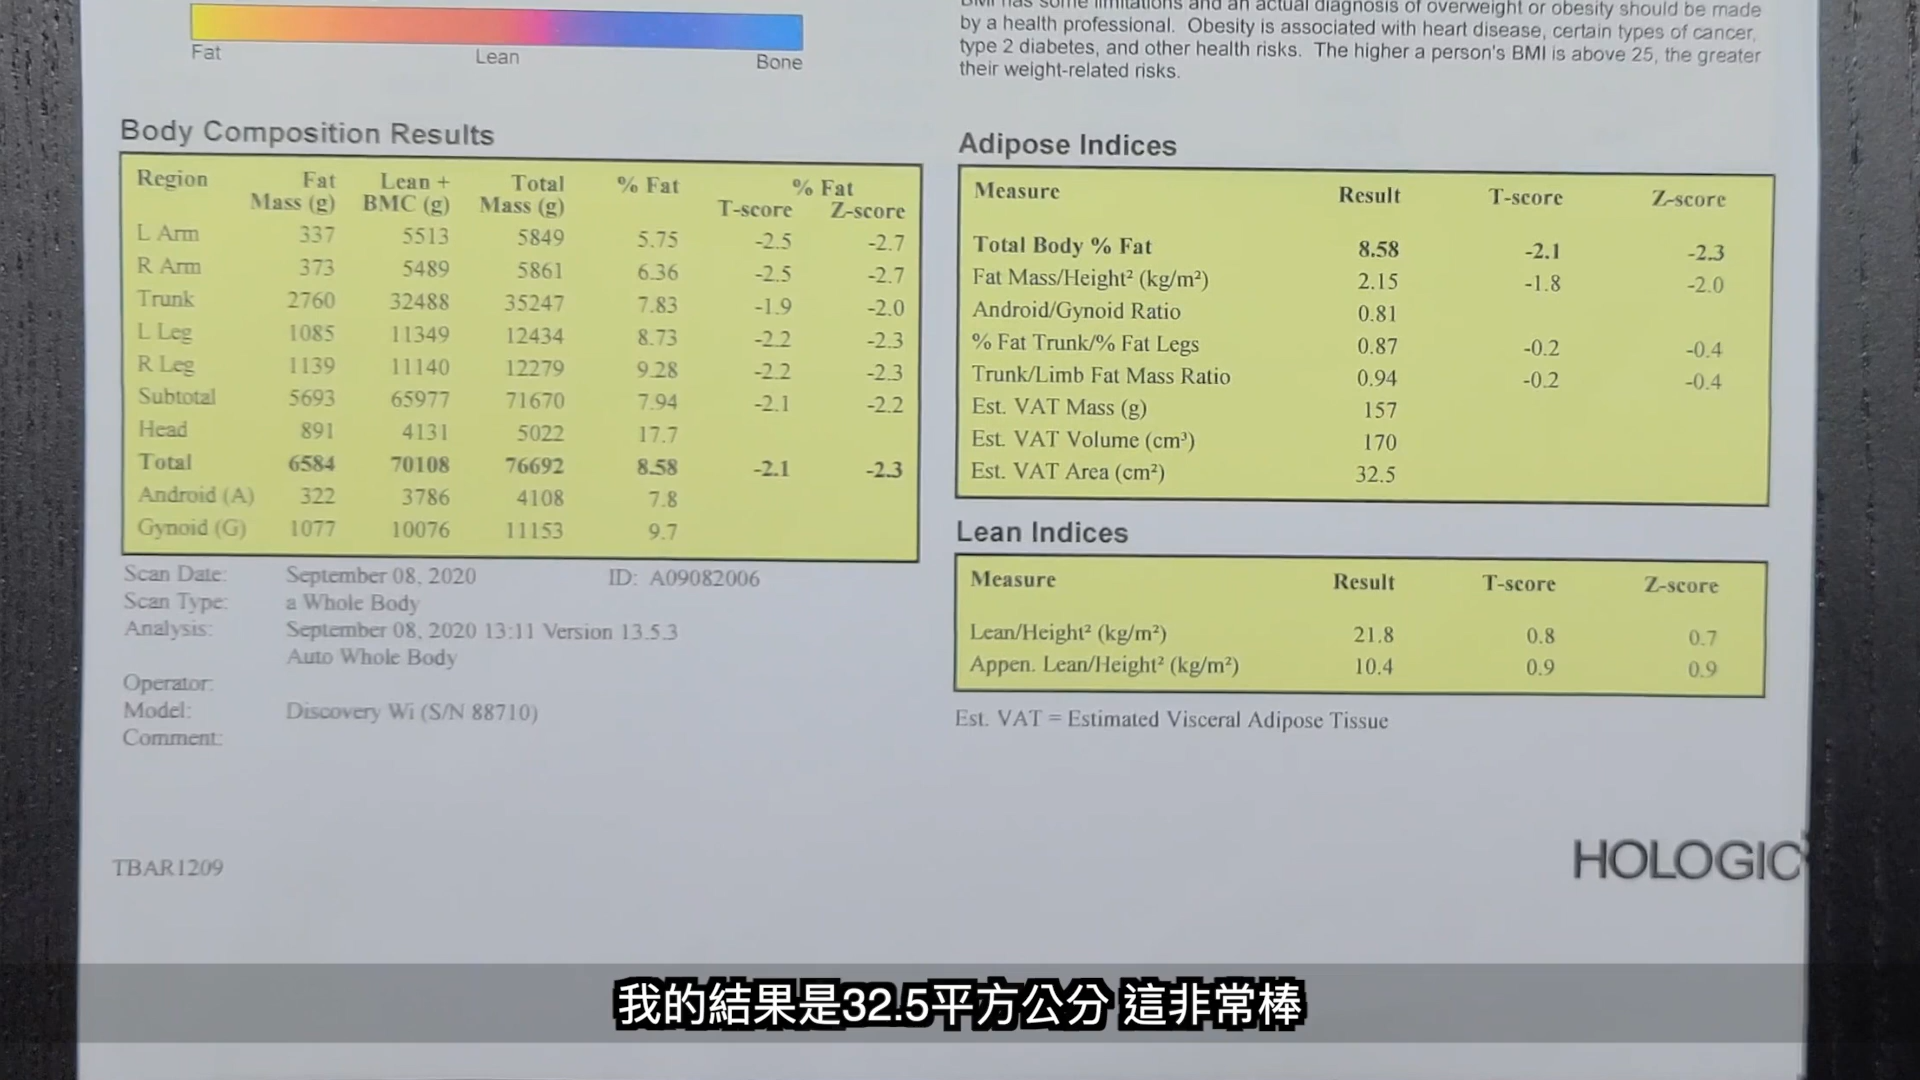 Fat Lean Bone
BMI has some limitations and an actual diagnosis of overweight or obesity should be made
by a health professional. Obesity is associated with heart disease, certain types of cancer,
type 2 diabetes, and other health risks. The higher a person's BMI is above 25, the greater
their weight-related risks.
Body Composition Results
Region Fat Mass (g) Lean + BMC (g) Total Mass (g) % Fat % Fat T-score Z-score
L Arm 337 5513 5849 5.75 -2.5 -2.7
R Arm 373 5489 5861 6.36 -2.5 -2.7
Trunk 2760 32488 35247 7.83 -1.9 -2.0
L Leg 1085 11349 12434 8.73 -2.2 -2.3
R Leg 1139 11140 12279 9.28 -2.2 -2.3
Subtotal 5693 65977 71670 7.94 -2.1 -2.2
Head 891 4131 5022 17.7
Total 6584 70108 76692 8.58 -2.1 -2.3
Android (A) 322 3786 4108 7.8
Gynoid (G) 1077 10076 11153 9.7
Scan Date: September 08, 2020 ID: A09082006
Scan Type: a Whole Body
Analysis: September 08, 2020 13:11 Version 13.5.3
Auto Whole Body
Operator:
Model: Discovery Wi (S/N 88710)
Comment:
TBAR1209
Adipose Indices
Measure Result T-score Z-score
Total Body % Fat 8.58 -2.1 -2.3
Fat Mass/Height² (kg/m²) 2.15 -1.8 -2.0
Android/Gynoid Ratio 0.81
% Fat Trunk/% Fat Legs 0.87 -0.2 -0.4
Trunk/Limb Fat Mass Ratio 0.94 -0.2 -0.4
Est. VAT Mass (g) 157
Est. VAT Volume (cm³) 170
Est. VAT Area (cm²) 32.5
Lean Indices
Measure Result T-score Z-score
Lean/Height² (kg/m²) 21.8 0.8 0.7
Appen. Lean/Height² (kg/m²) 10.4 0.9 0.9
Est. VAT = Estimated Visceral Adipose Tissue
HOLOGIC
我的結果是32.5平方公分 這非常棒